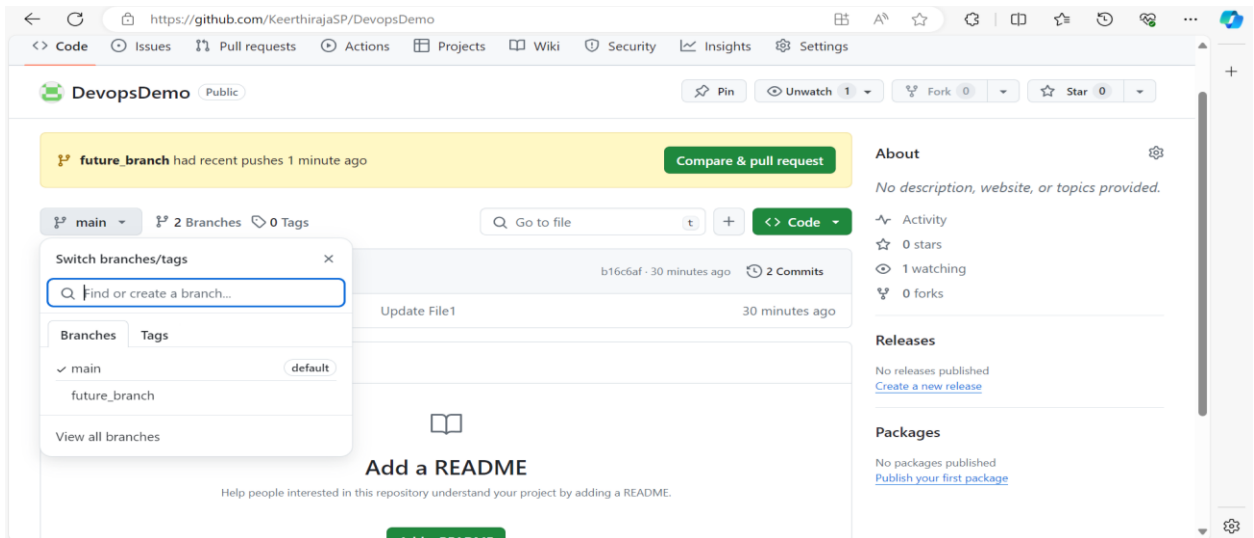 https://github.com/KeerthirajaSP/DevopsDemo
Code Issues Pull requests Actions Projects Wiki Security Insights Settings
DevopsDemo Public Pin Unwatch 1 Fork 0 Star 0
future_branch had recent pushes 1 minute ago Compare & pull request
main 2 Branches 0 Tags Go to file t + Code
Switch branches/tags
Find or create a branch...
Branches Tags
main default
future_branch
View all branches
b16c6af · 30 minutes ago 2 Commits
Update File1 30 minutes ago
Add a README
Help people interested in this repository understand your project by adding a README.
About
No description, website, or topics provided.
Activity
0 stars
1 watching
0 forks
Releases
No releases published
Create a new release
Packages
No packages published
Publish your first package